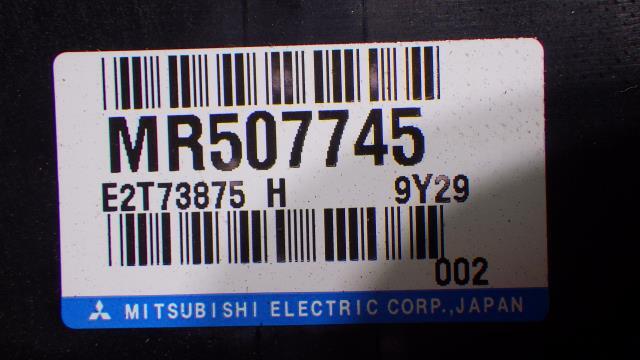 MR507745
E2T73875 H 9Y29
002
MITSUBISHI ELECTRIC CORP.,JAPAN